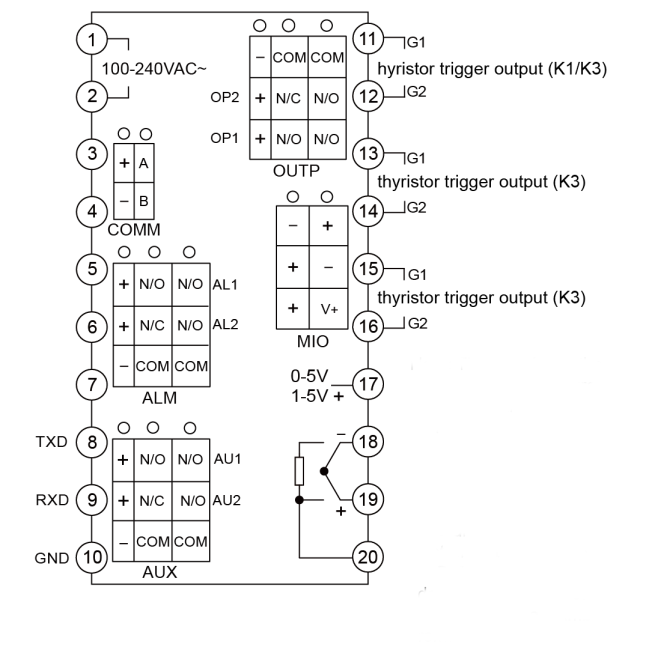 1
100-240VAC~
2
3
+ A
4
− B
COMM
5
+ N/O N/O AL1
6
+ N/C N/O AL2
− COM COM
7
ALM
TXD 8
+ N/O N/O AU1
RXD 9
+ N/C N/O AU2
GND 10
− COM COM
AUX
− COM COM
OP2 + N/C N/O
OP1 + N/O N/O
OUTP
− +
+ −
+ V+
MIO
11 G1
hyristor trigger output (K1/K3)
12 G2
13 G1
thyristor trigger output (K3)
14 G2
15 G1
thyristor trigger output (K3)
16 G2
0-5V
1-5V + 17
− 18
+ 19
20